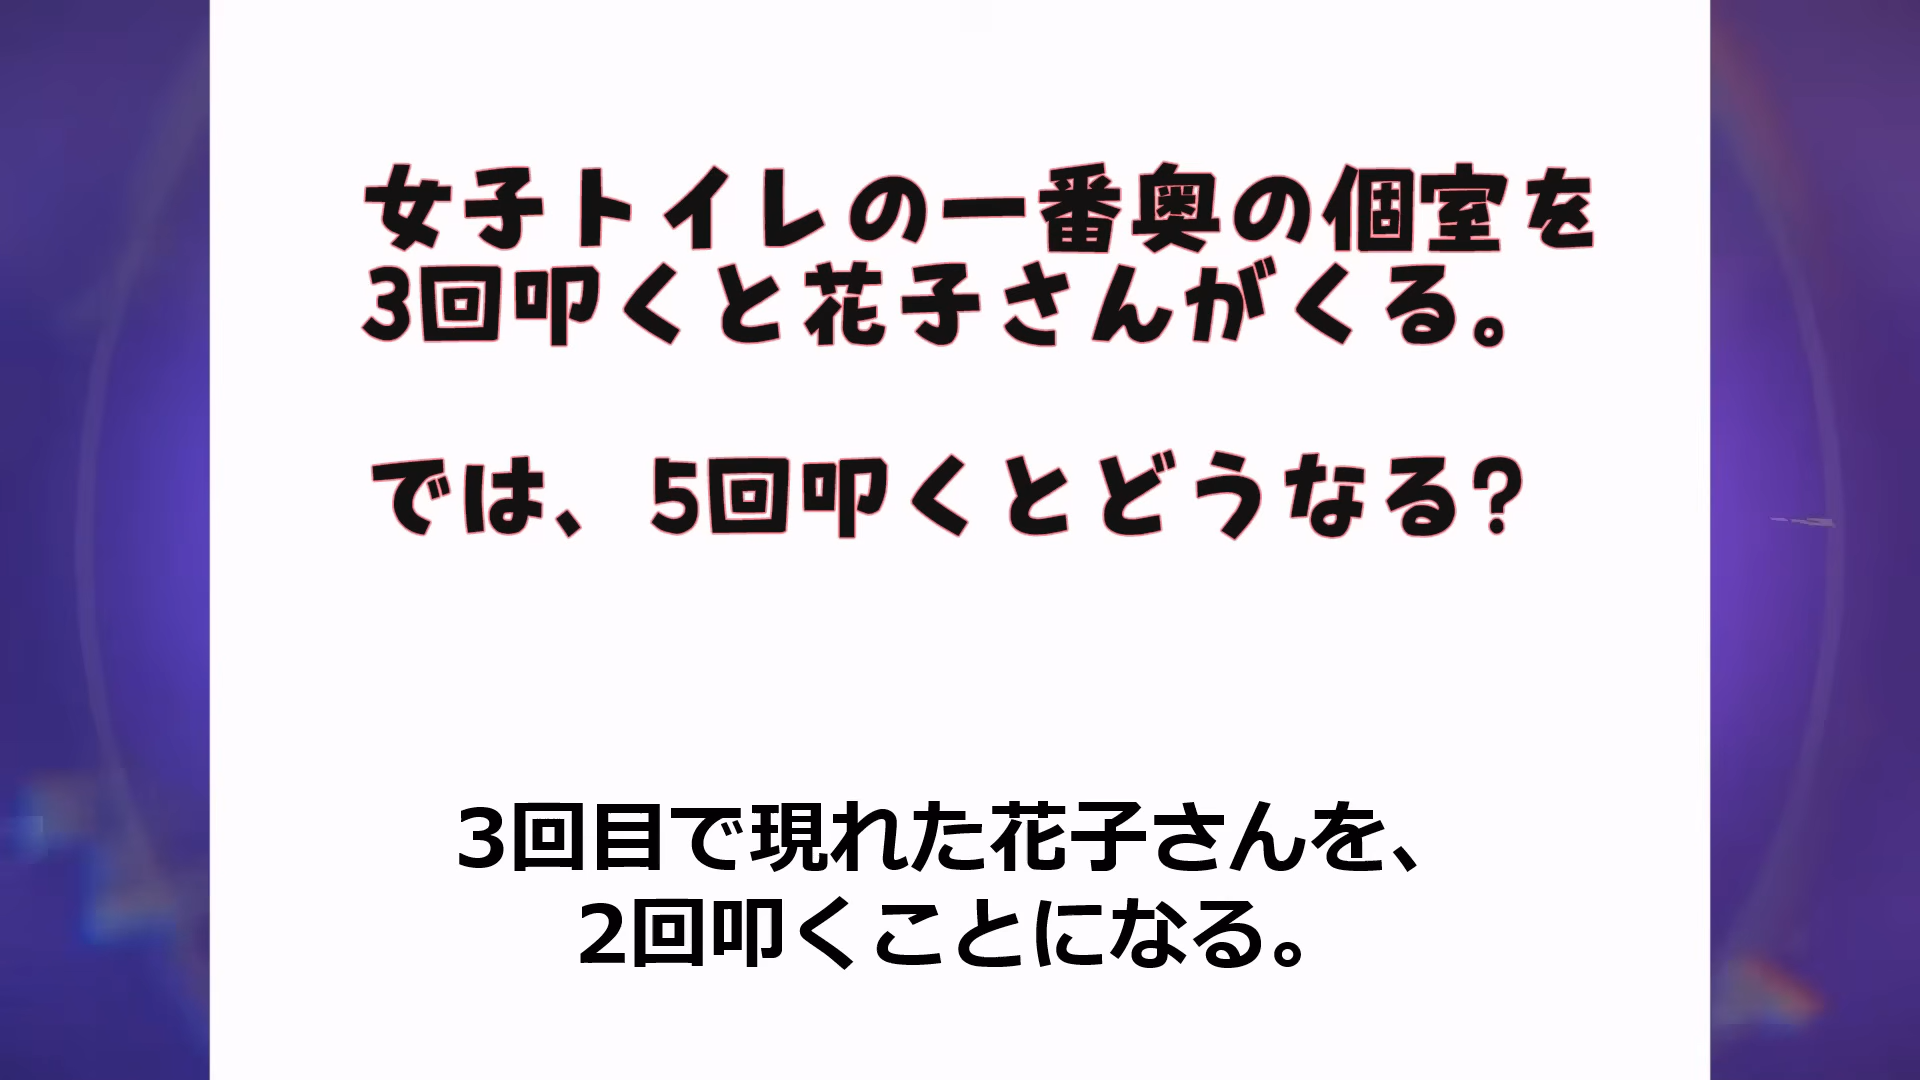 女子トイレの一番奥の個室を
3回叩くと花子さんがくる。
では、5回叩くとどうなる?
3回目で現れた花子さんを、
2回叩くことになる。